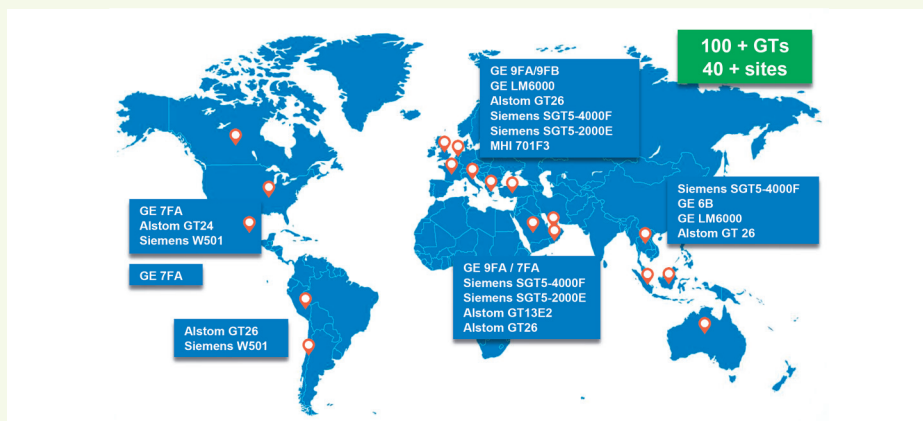 100 + GTs
40 + sites
GE 9FA/9FB
GE LM6000
Alstom GT26
Siemens SGT5-4000F
Siemens SGT5-2000E
MHI 701F3
Siemens SGT5-4000F
GE 6B
GE LM6000
Alstom GT 26
GE 7FA
Alstom GT24
Siemens W501
GE 7FA
GE 9FA / 7FA
Siemens SGT5-4000F
Siemens SGT5-2000E
Alstom GT13E2
Alstom GT26
Alstom GT26
Siemens W501